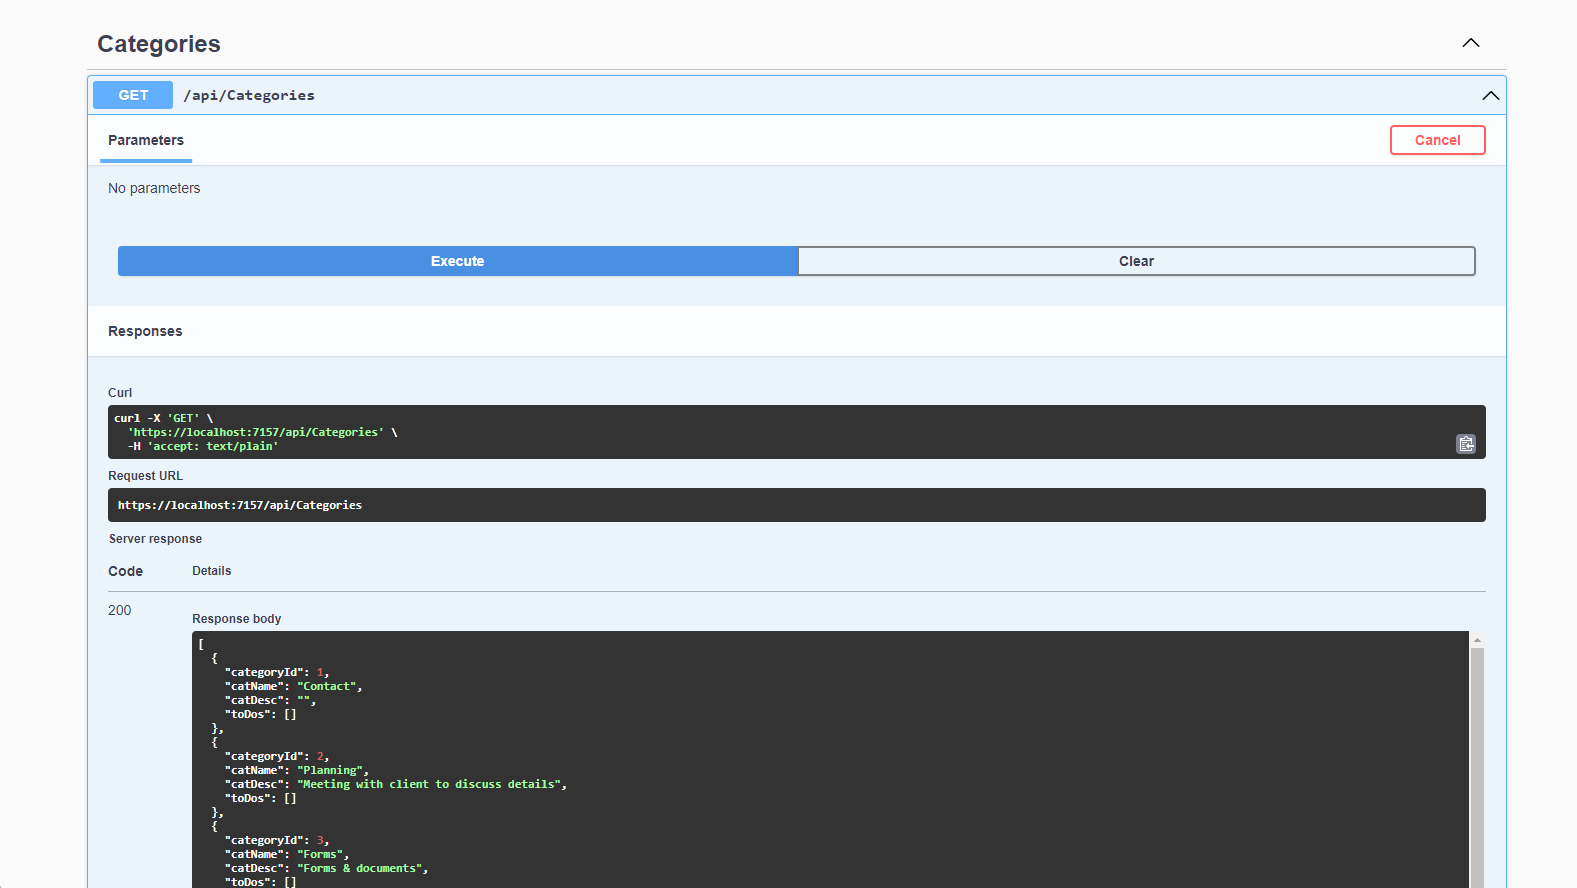 Categories
GET /api/Categories
Parameters
Cancel
No parameters
Execute
Clear
Responses
Curl
curl -X 'GET' \
  'https://localhost:7157/api/Categories' \
  -H 'accept: text/plain'
Request URL
https://localhost:7157/api/Categories
Server response
Code Details
200
Response body
[
  {
    "categoryId": 1,
    "catName": "Contact",
    "catDesc": "",
    "toDos": []
  },
  {
    "categoryId": 2,
    "catName": "Planning",
    "catDesc": "Meeting with client to discuss details",
    "toDos": []
  },
  {
    "categoryId": 3,
    "catName": "Forms",
    "catDesc": "Forms & documents",
    "toDos": []